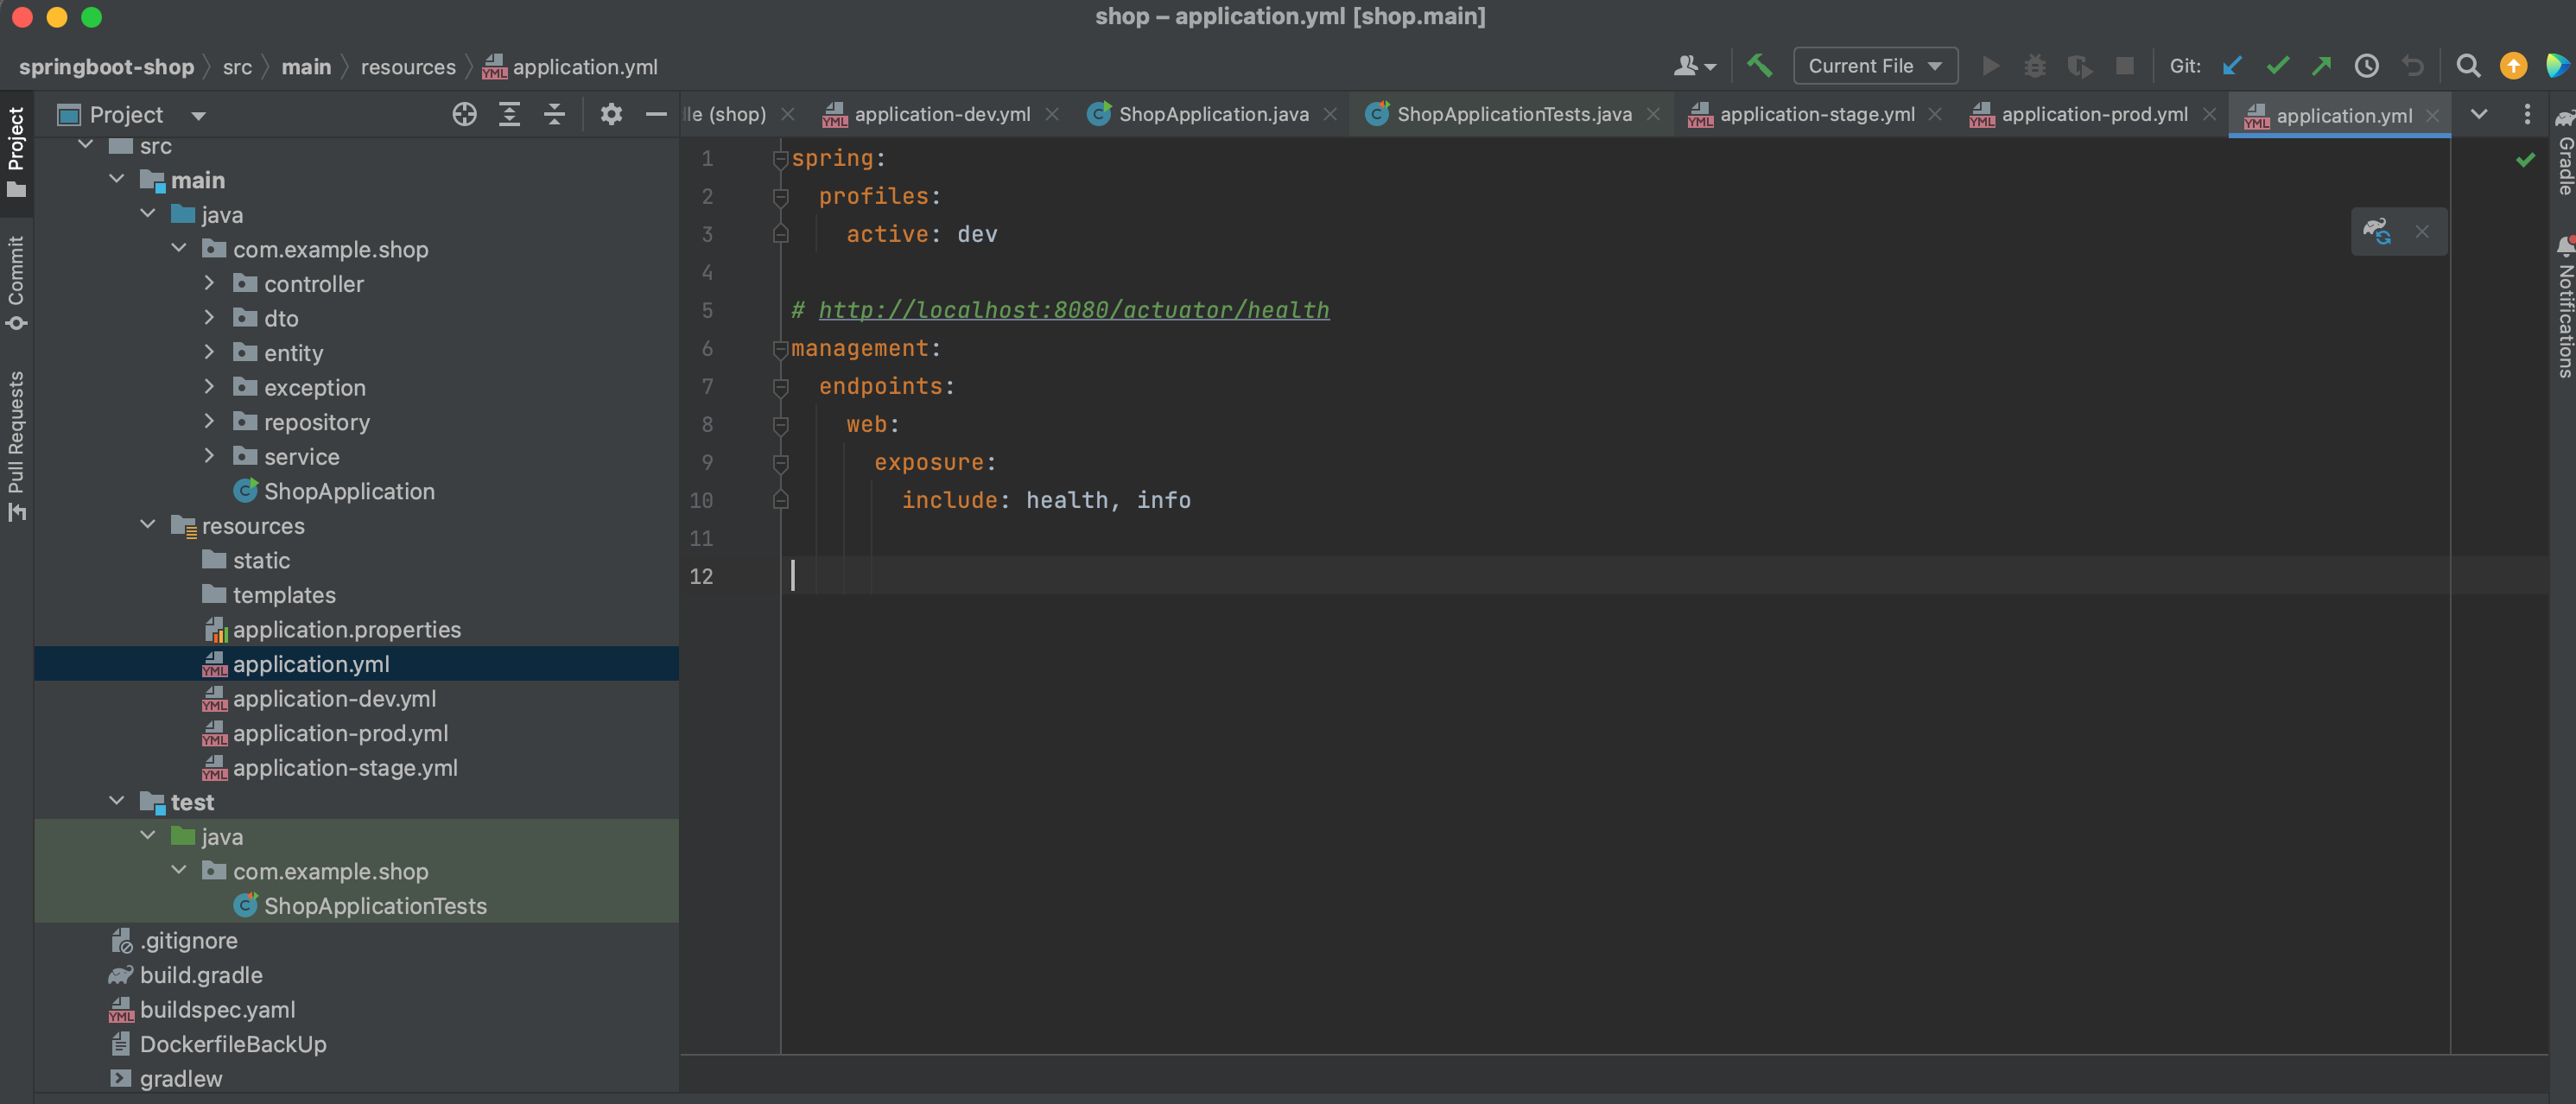 shop – application.yml [shop.main]
springboot-shop src main resources application.yml
Current File
Git:
Project
le (shop) application-dev.yml ShopApplication.java ShopApplicationTests.java application-stage.yml application-prod.yml application.yml
Project
Commit
Pull Requests
src
main
java
com.example.shop
controller
dto
entity
exception
repository
service
ShopApplication
resources
static
templates
application.properties
application.yml
application-dev.yml
application-prod.yml
application-stage.yml
test
java
com.example.shop
ShopApplicationTests
.gitignore
build.gradle
buildspec.yaml
DockerfileBackUp
gradlew
1 spring:
2 profiles:
3 active: dev
4
5 # http://localhost:8080/actuator/health
6 management:
7 endpoints:
8 web:
9 exposure:
10 include: health, info
11
12
Gradle
Notifications